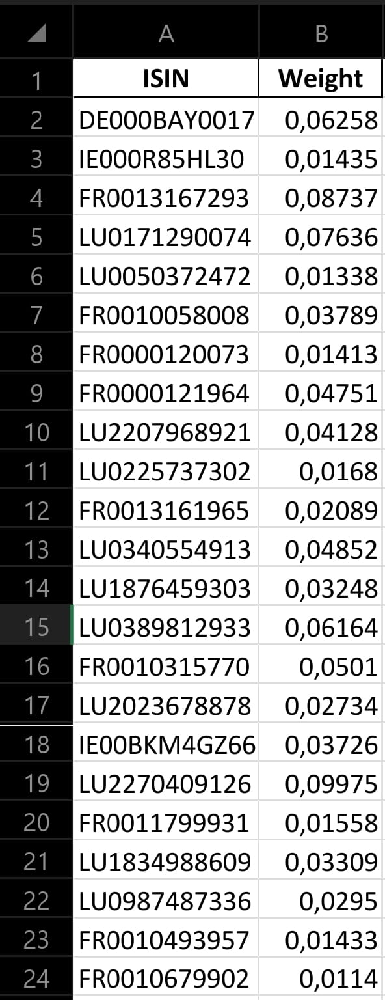 A B
1 ISIN Weight
2 DE000BAY0017 0,06258
3 IE000R85HL30 0,01435
4 FR0013167293 0,08737
5 LU0171290074 0,07636
6 LU0050372472 0,01338
7 FR0010058008 0,03789
8 FR0000120073 0,01413
9 FR0000121964 0,04751
10 LU2207968921 0,04128
11 LU0225737302 0,0168
12 FR0013161965 0,02089
13 LU0340554913 0,04852
14 LU1876459303 0,03248
15 LU0389812933 0,06164
16 FR0010315770 0,0501
17 LU2023678878 0,02734
18 IE00BKM4GZ66 0,03726
19 LU2270409126 0,09975
20 FR0011799931 0,01558
21 LU1834988609 0,03309
22 LU0987487336 0,0295
23 FR0010493957 0,01433
24 FR0010679902 0,0114